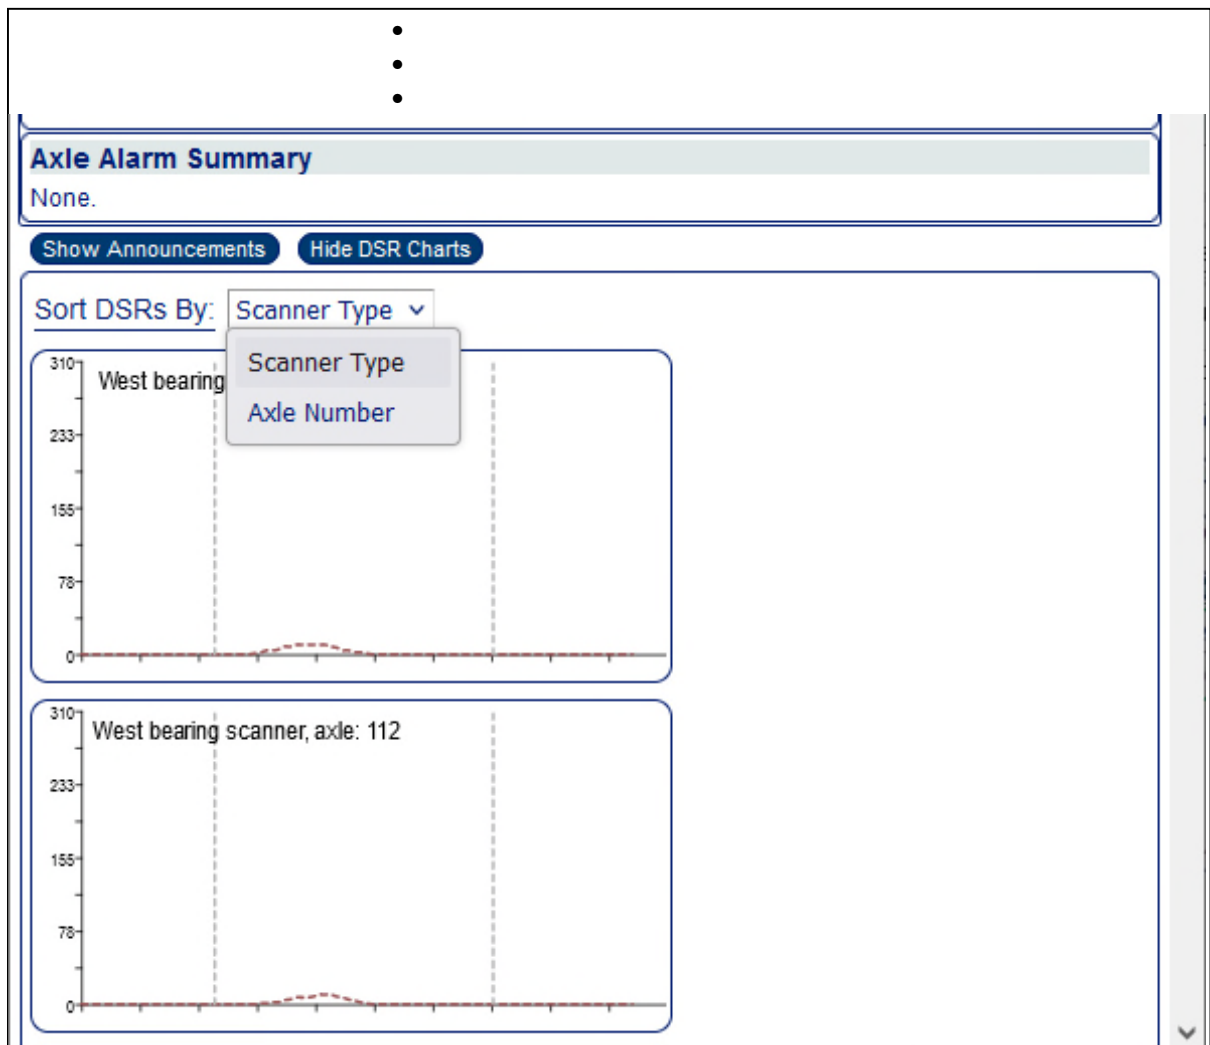 •
•
•
Axle Alarm Summary
None.
Show Announcements Hide DSR Charts
Sort DSRs By: Scanner Type
Scanner Type
Axle Number
310
West bearing
233
155
78
0
310
West bearing scanner, axle: 112
233
155
78
0